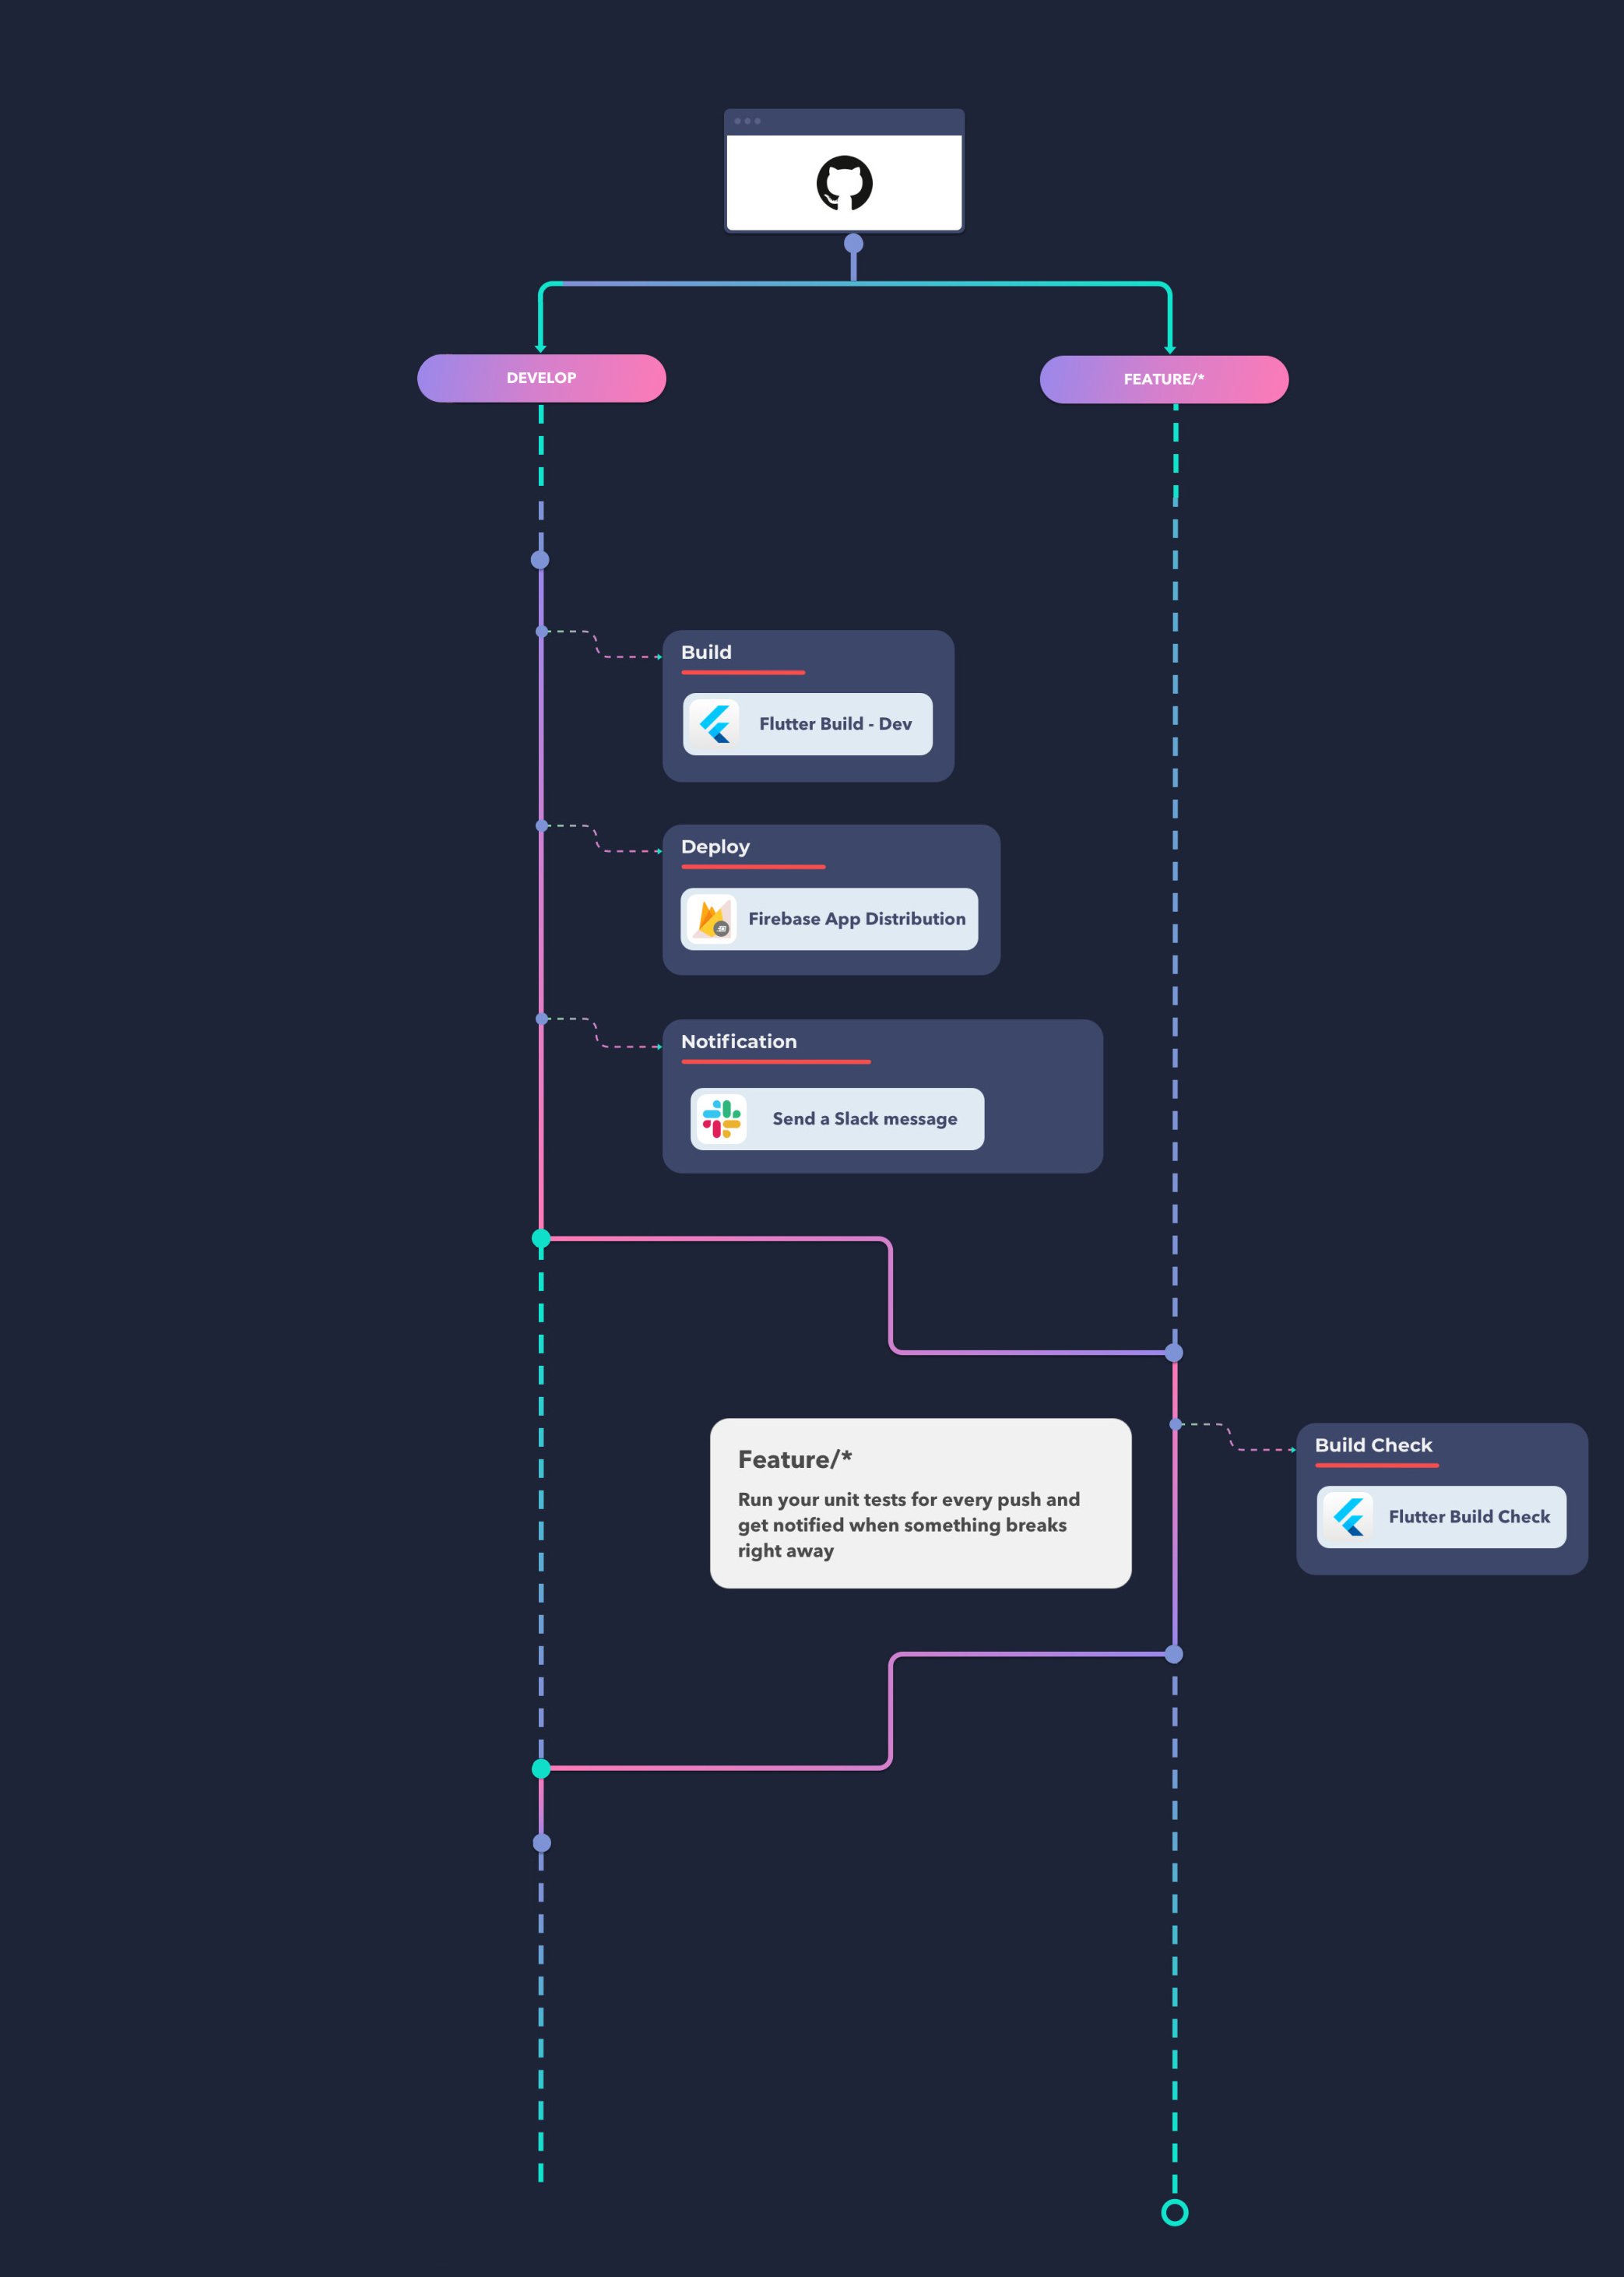 DEVELOP
FEATURE/*
Build
Flutter Build - Dev
Deploy
Firebase App Distribution
Notification
Send a Slack message
Feature/*
Run your unit tests for every push and
get notified when something breaks
right away
Build Check
Flutter Build Check